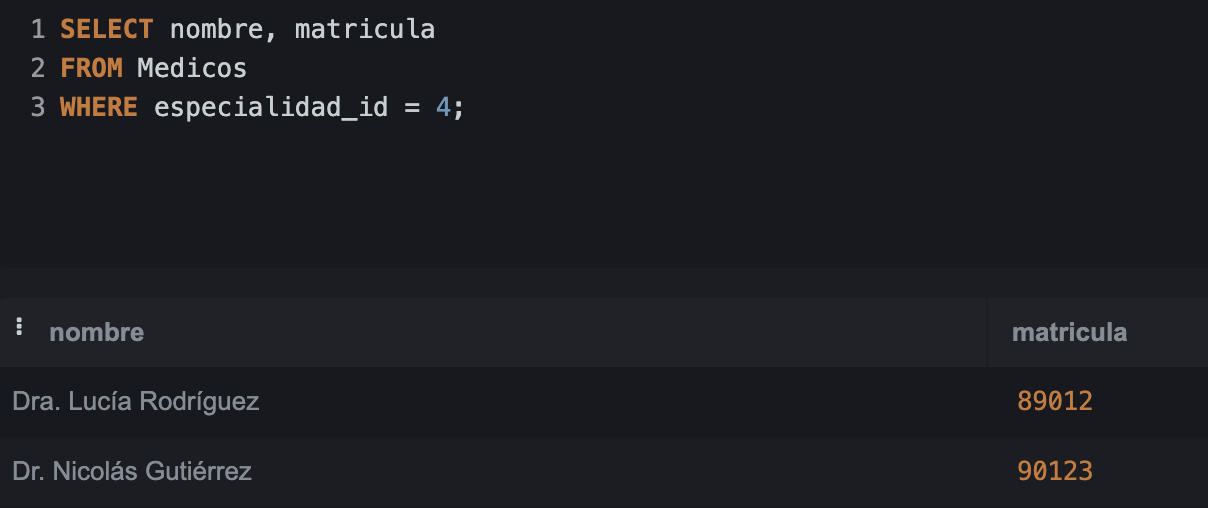 1 SELECT nombre, matricula
2 FROM Medicos
3 WHERE especialidad_id = 4;
nombre matricula
Dra. Lucía Rodríguez 89012
Dr. Nicolás Gutiérrez 90123